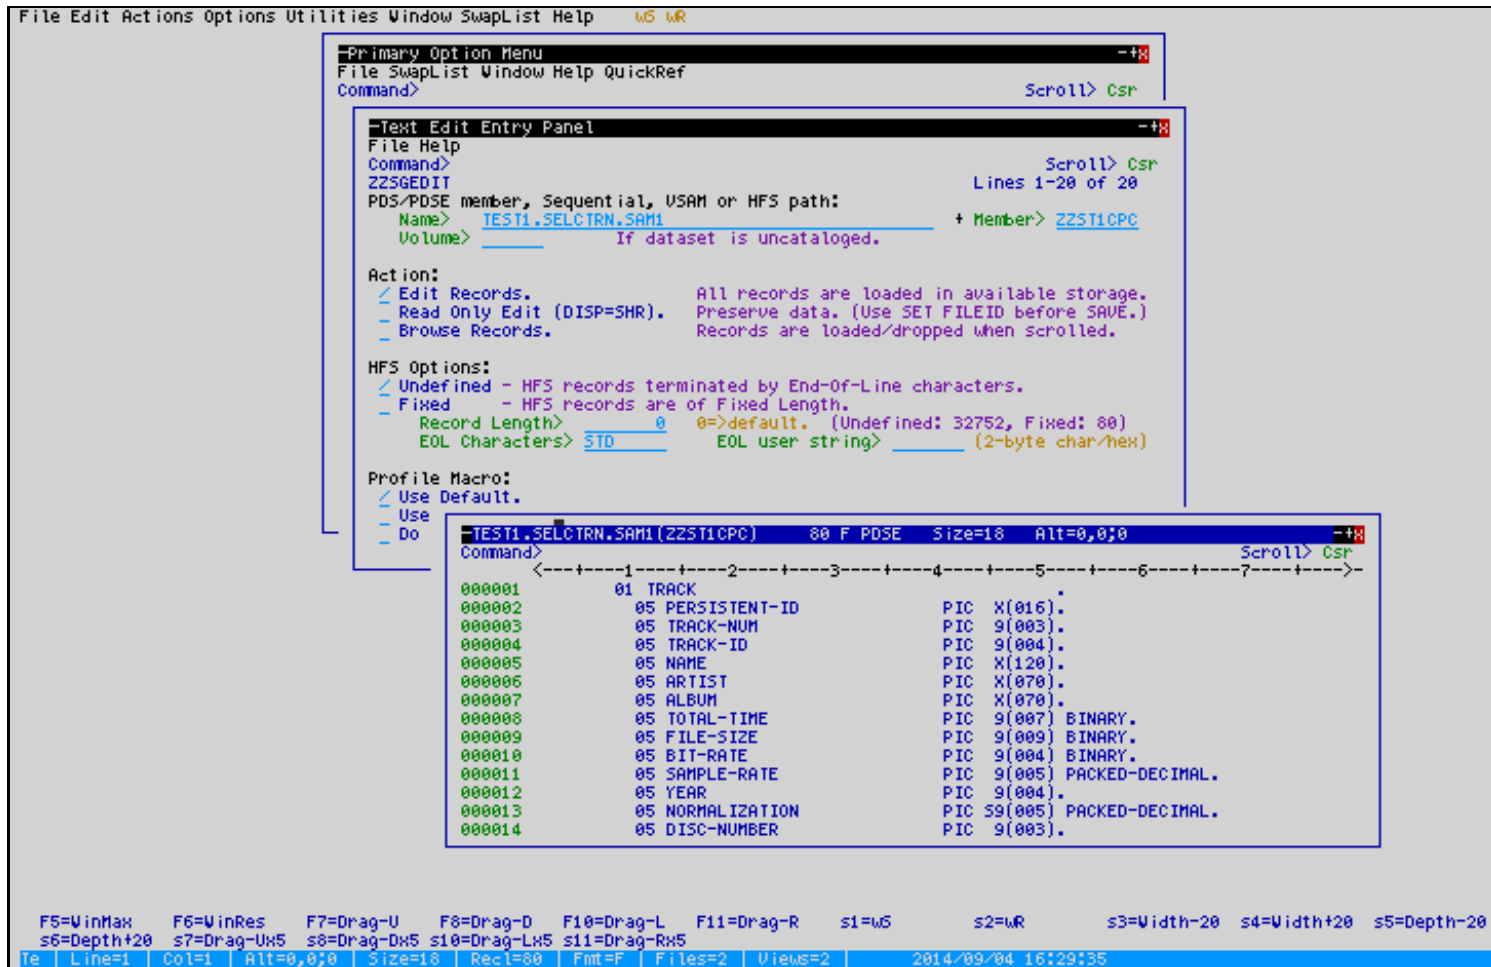 File Edit Actions Options Utilities Window SwapList Help    wS wR
-Primary Option Menu    -+x
File SwapList Window Help QuickRef
Command>    Scroll> Csr
-Text Edit Entry Panel    -+x
File Help
Command>    Scroll> Csr
ZZSGEDIT    Lines 1-20 of 20
PDS/PDSE member, Sequential, VSAM or HFS path:
Name>  TEST1.SELCTRN.SAM1    + Member> ZZST1CPC
Volume>    If dataset is uncataloged.
Action:
/ Edit Records.    All records are loaded in available storage.
_ Read Only Edit (DISP=SHR).    Preserve data. (Use SET FILEID before SAVE.)
_ Browse Records.    Records are loaded/dropped when scrolled.
HFS Options:
/ Undefined - HFS records terminated by End-Of-Line characters.
_ Fixed    - HFS records are of Fixed Length.
Record Length>    0    0=>default.  (Undefined: 32752, Fixed: 80)
EOL Characters> STD    EOL user string>    (2-byte char/hex)
Profile Macro:
/ Use Default.
_ Use
_ Do
-TEST1.SELCTRN.SAM1(ZZST1CPC)    80 F PDSE    Size=18    Alt=0,0;0    -+x
Command>    Scroll> Csr
<---+----1----+----2----+----3----+----4----+----5----+----6----+----7----+---->-
000001    01 TRACK    .
000002    05 PERSISTENT-ID    PIC  X(016).
000003    05 TRACK-NUM    PIC  9(003).
000004    05 TRACK-ID    PIC  9(004).
000005    05 NAME    PIC  X(120).
000006    05 ARTIST    PIC  X(070).
000007    05 ALBUM    PIC  X(070).
000008    05 TOTAL-TIME    PIC  9(007) BINARY.
000009    05 FILE-SIZE    PIC  9(009) BINARY.
000010    05 BIT-RATE    PIC  9(004) BINARY.
000011    05 SAMPLE-RATE    PIC  9(005) PACKED-DECIMAL.
000012    05 YEAR    PIC  9(004).
000013    05 NORMALIZATION    PIC S9(005) PACKED-DECIMAL.
000014    05 DISC-NUMBER    PIC  9(003).
F5=WinMax    F6=WinRes    F7=Drag-U    F8=Drag-D    F10=Drag-L    F11=Drag-R    s1=wS    s2=wR    s3=Width-20  s4=Width+20  s5=Depth-20
s6=Depth+20  s7=Drag-Ux5  s8=Drag-Dx5 s10=Drag-Lx5 s11=Drag-Rx5
Te | Line=1 | Col=1 | Alt=0,0;0 | Size=18 | Recl=80 | Fmt=F | Files=2 | Views=2 |    2014/09/04 16:29:35